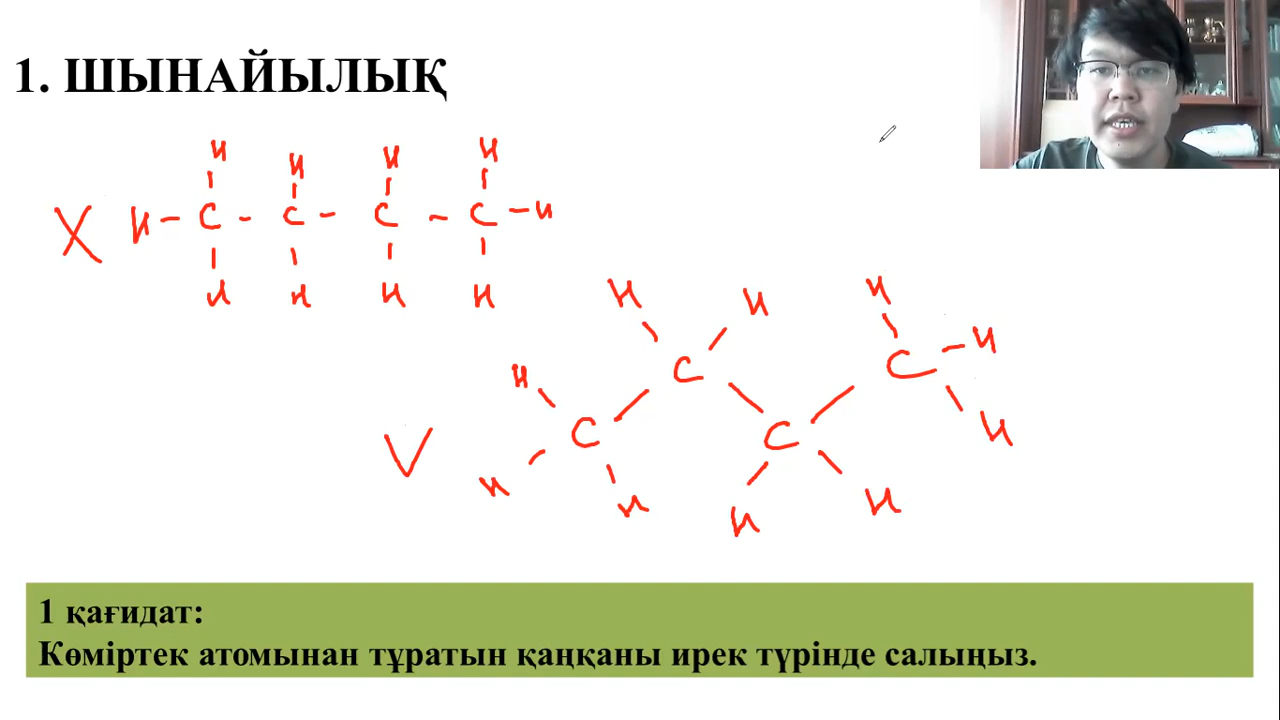 1. ШЫНАЙЫЛЫҚ
H H H H
X H - C - C - C - C - H
H H H H
H H H
H C C H
V C C H
H H H H
1 қағидат:
Көміртек атомынан тұратын қаңқаны ирек түрінде салыңыз.